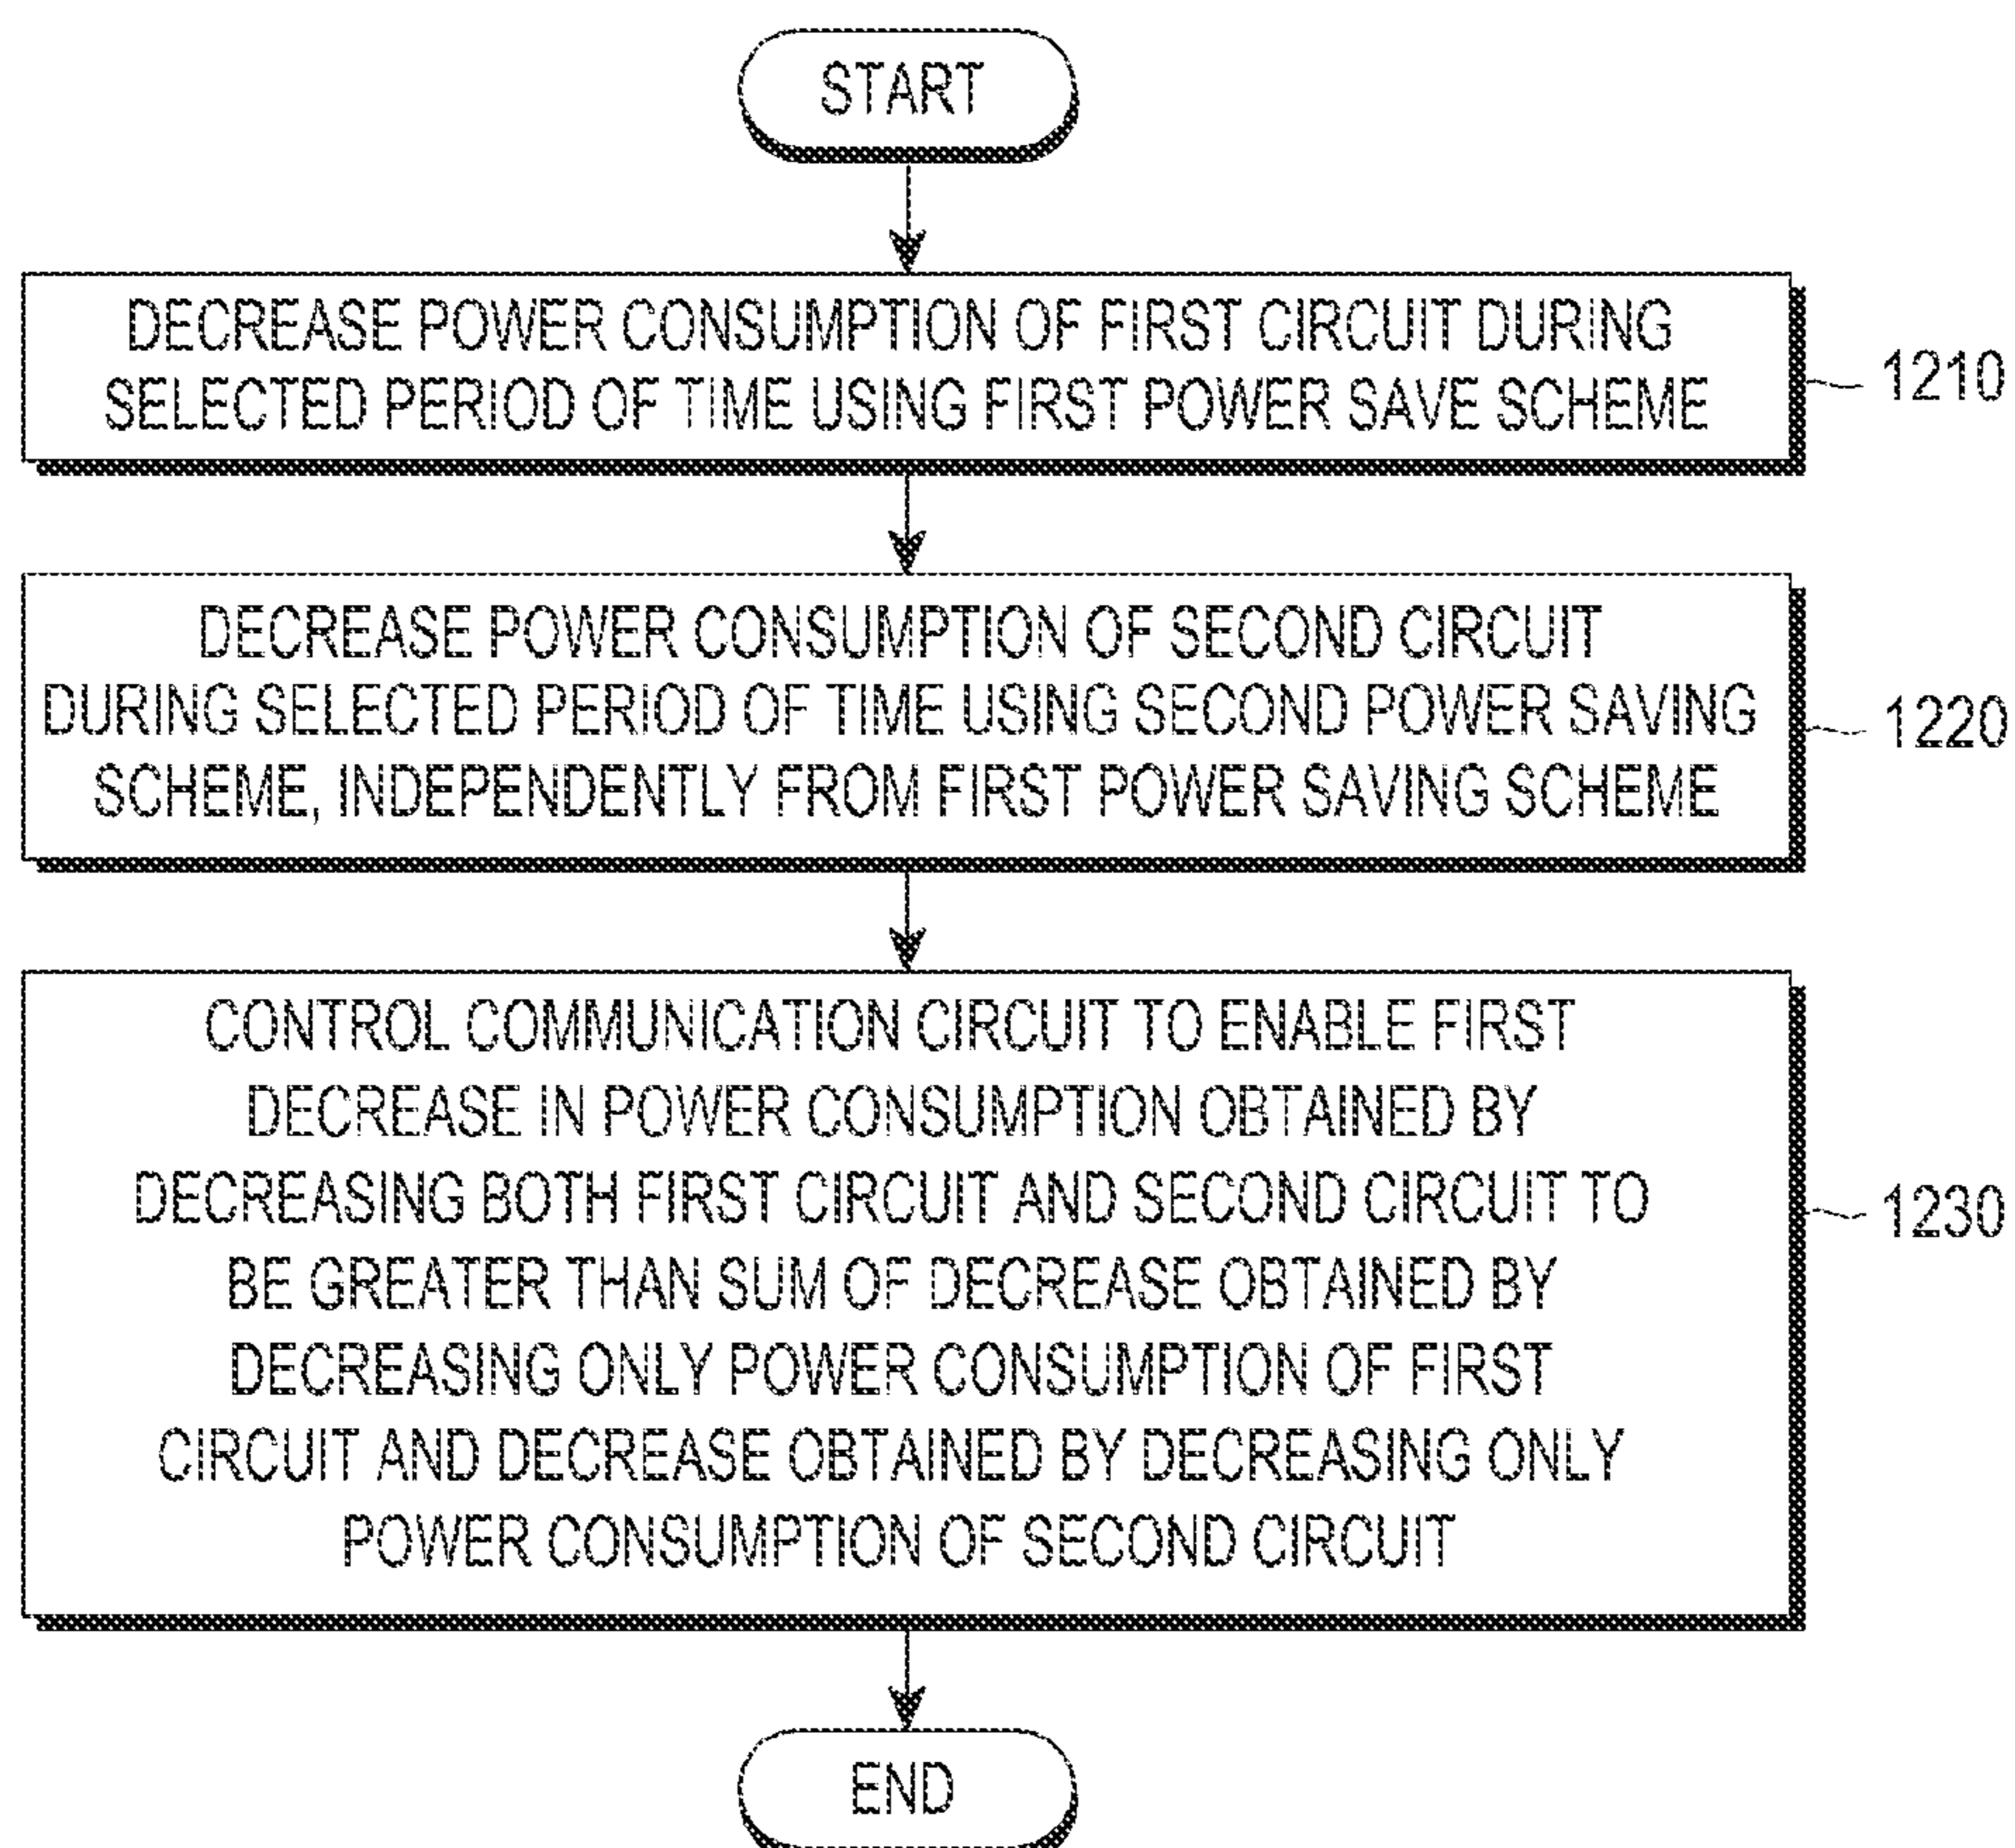 START
DECREASE POWER CONSUMPTION OF FIRST CIRCUIT DURING
SELECTED PERIOD OF TIME USING FIRST POWER SAVE SCHEME
1210
DECREASE POWER CONSUMPTION OF SECOND CIRCUIT
DURING SELECTED PERIOD OF TIME USING SECOND POWER SAVING
SCHEME, INDEPENDENTLY FROM FIRST POWER SAVING SCHEME
1220
CONTROL COMMUNICATION CIRCUIT TO ENABLE FIRST
DECREASE IN POWER CONSUMPTION OBTAINED BY
DECREASING BOTH FIRST CIRCUIT AND SECOND CIRCUIT TO
BE GREATER THAN SUM OF DECREASE OBTAINED BY
DECREASING ONLY POWER CONSUMPTION OF FIRST
CIRCUIT AND DECREASE OBTAINED BY DECREASING ONLY
POWER CONSUMPTION OF SECOND CIRCUIT
1230
END